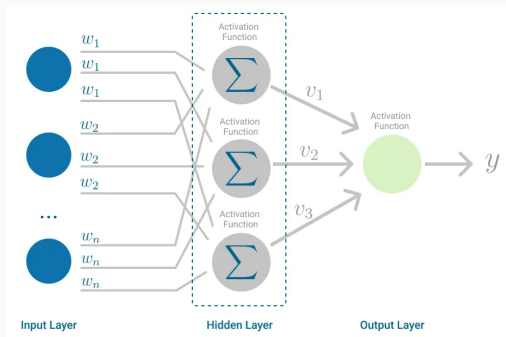 Activation
Function
w₁
w₁
w₁
Σ
v₁
Activation
Function
w₂
w₂
w₂
Activation
Function
Σ
v₂
y
...
Activation
Function
wₙ
wₙ
wₙ
Σ
v₃
Input Layer
Hidden Layer
Output Layer